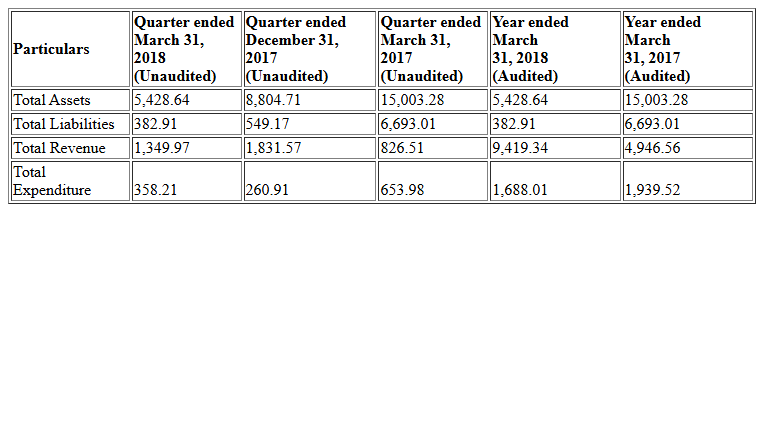 Particulars
Quarter ended
March 31,
2018
(Unaudited)
Quarter ended
December 31,
2017
(Unaudited)
Quarter ended
March 31,
2017
(Unaudited)
Year ended
March
31, 2018
(Audited)
Year ended
March
31, 2017
(Audited)
Total Assets 5,428.64 8,804.71 15,003.28 5,428.64 15,003.28
Total Liabilities 382.91 549.17 6,693.01 382.91 6,693.01
Total Revenue 1,349.97 1,831.57 826.51 9,419.34 4,946.56
Total
Expenditure 358.21 260.91 653.98 1,688.01 1,939.52